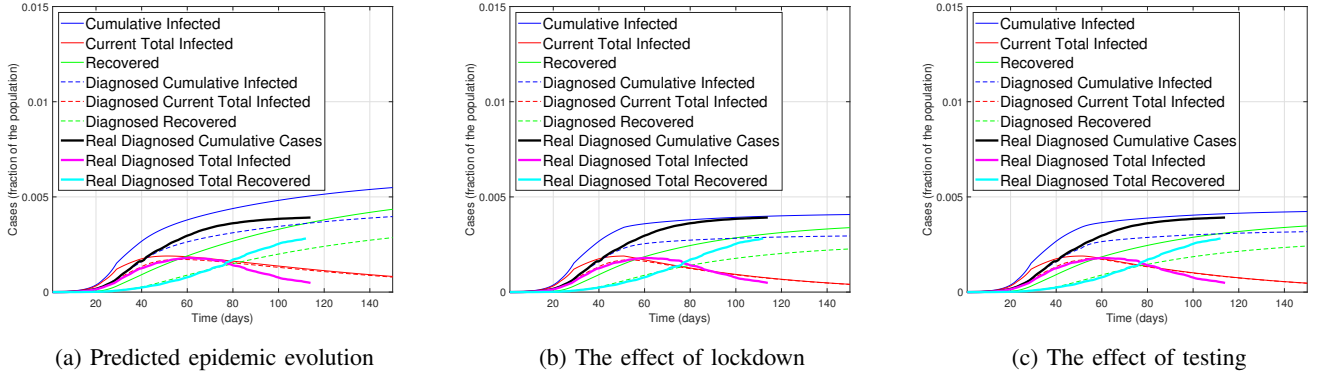 0.015
0.01
0.005
0
Cases (fraction of the population)
Cumulative Infected
Current Total Infected
Recovered
Diagnosed Cumulative Infected
Diagnosed Current Total Infected
Diagnosed Recovered
Real Diagnosed Cumulative Cases
Real Diagnosed Total Infected
Real Diagnosed Total Recovered
20 40 60 80 100 120 140
Time (days)
(a) Predicted epidemic evolution
0.015
0.01
0.005
0
Cases (fraction of the population)
Cumulative Infected
Current Total Infected
Recovered
Diagnosed Cumulative Infected
Diagnosed Current Total Infected
Diagnosed Recovered
Real Diagnosed Cumulative Cases
Real Diagnosed Total Infected
Real Diagnosed Total Recovered
20 40 60 80 100 120 140
Time (days)
(b) The effect of lockdown
0.015
0.01
0.005
0
Cases (fraction of the population)
Cumulative Infected
Current Total Infected
Recovered
Diagnosed Cumulative Infected
Diagnosed Current Total Infected
Diagnosed Recovered
Real Diagnosed Cumulative Cases
Real Diagnosed Total Infected
Real Diagnosed Total Recovered
20 40 60 80 100 120 140
Time (days)
(c) The effect of testing